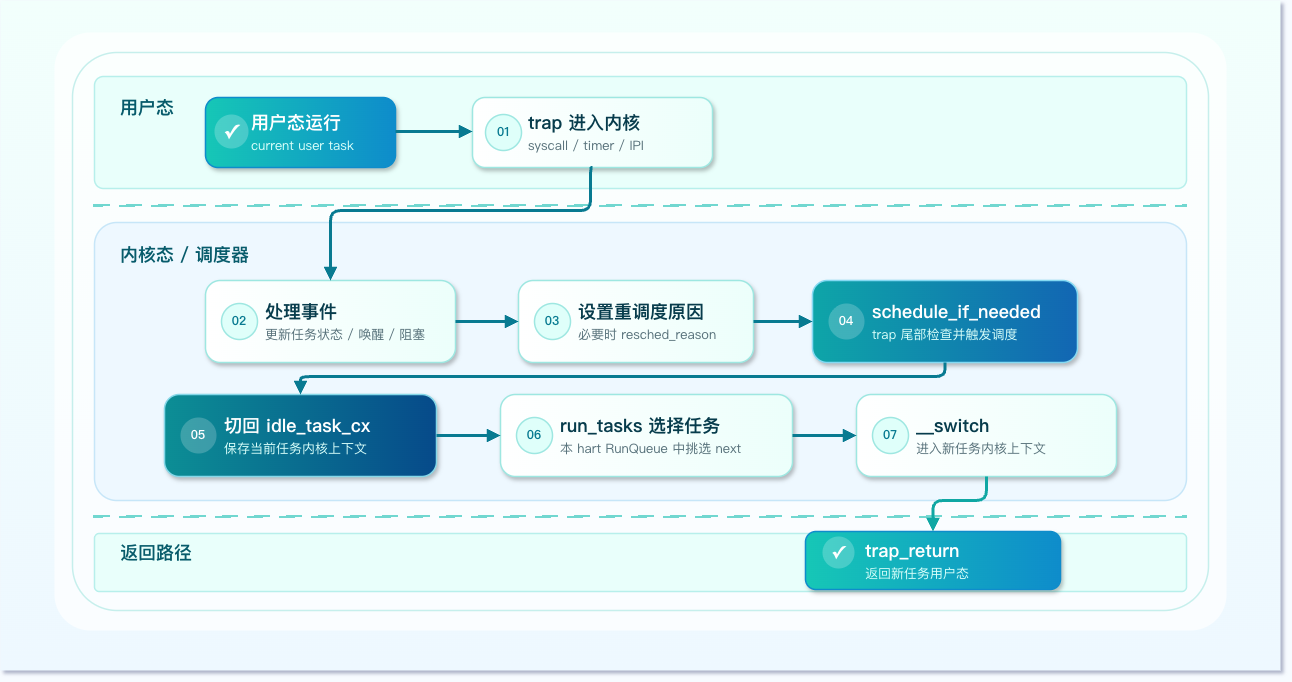 用户态
✓
用户态运行
current user task
01
trap 进入内核
syscall / timer / IPI
内核态 / 调度器
02
处理事件
更新任务状态 / 唤醒 / 阻塞
03
设置重调度原因
必要时 resched_reason
04
schedule_if_needed
trap 尾部检查并触发调度
05
切回 idle_task_cx
保存当前任务内核上下文
06
run_tasks 选择任务
本 hart RunQueue 中挑选 next
07
__switch
进入新任务内核上下文
返回路径
✓
trap_return
返回新任务用户态